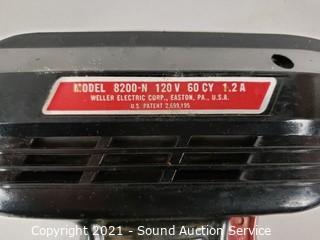 MODEL 8200-N 120 V 60 CY 1.2 A
WELLER ELECTRIC CORP., EASTON, PA., U.S.A.
U.S. PATENT 2,699,195
Copyright 2021 - Sound Auction Service